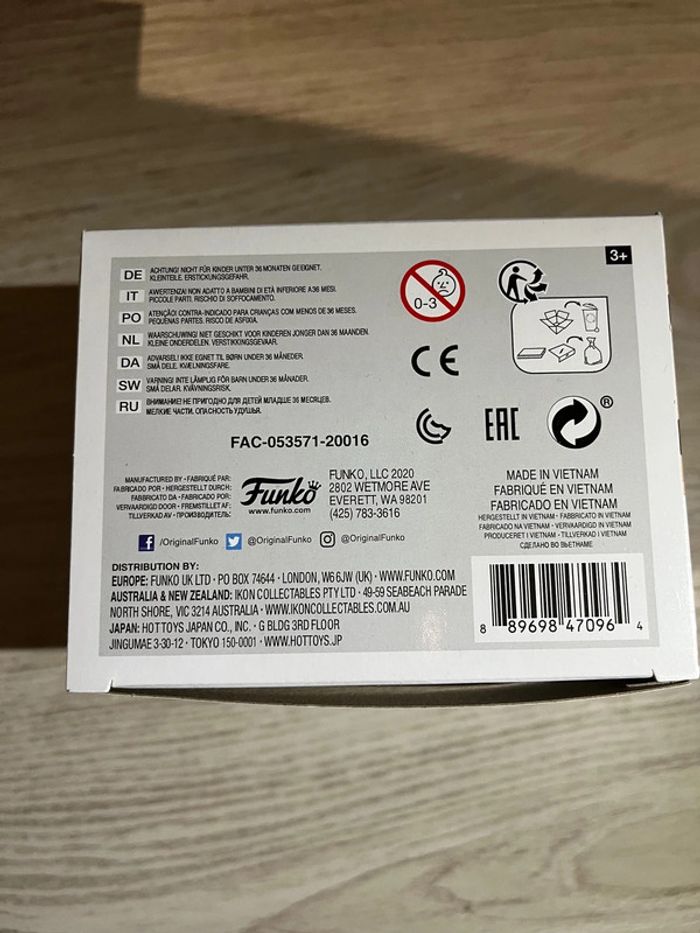 3+
DE ACHTUNG! NICHT FÜR KINDER UNTER 36 MONATEN GEEIGNET.
KLEINTEILE. ERSTICKUNGSGEFAHR.
IT AVVERTENZA! NON ADATTO A BAMBINI DI ETÀ INFERIORE A 36 MESI.
PICCOLE PARTI. RISCHIO DI SOFFOCAMENTO.
PO ATENÇÃO! CONTRA-INDICADO PARA CRIANÇAS COM MENOS DE 36 MESES.
PEQUENAS PARTES. RISCO DE ASFIXIA.
NL WAARSCHUWING! NIET GESCHIKT VOOR KINDEREN JONGER DAN 36 MAANDEN.
KLEINE ONDERDELEN. VERSTIKKINGSGEVAAR.
DA ADVARSEL! IKKE EGNET TIL BØRN UNDER 36 MÅNEDER.
SMÅ DELE. KVÆLNINGSFARE.
SW VARNING! INTE LÄMPLIG FÖR BARN UNDER 36 MÅNADER.
SMÅ DELAR. KVÄVNINGSRISK.
RU ВНИМАНИЕ! НЕ ПРИГОДНО ДЛЯ ДЕТЕЙ МЛАДШЕ 36 МЕСЯЦЕВ.
МЕЛКИЕ ЧАСТИ. ОПАСНОСТЬ УДУШЬЯ.
0-3
CE
EAC
®
FAC-053571-20016
MANUFACTURED BY • FABRIQUÉ PAR:
FABRICADO POR • HERGESTELLT DURCH:
FABBRICATO DA • FABRICADO POR:
VERVAARDIGD DOOR • FREMSTILLET AF:
TILLVERKAD AV • ПРОИЗВОДИТЕЛЬ:
Funko
www.funko.com
FUNKO, LLC 2020
2802 WETMORE AVE
EVERETT, WA 98201
(425) 783-3616
MADE IN VIETNAM
FABRIQUÉ EN VIETNAM
FABRICADO EN VIETNAM
HERGESTELLT IN VIETNAM • FABBRICATO IN VIETNAM
FABRICADO NA VIETNAM • VERVAARDIGD IN VIETNAM
PRODUCERET I VIETNAM • TILLVERKAD I VIETNAM
СДЕЛАНО ВО ВЬЕТНАМЕ
f /OriginalFunko @OriginalFunko @OriginalFunko
DISTRIBUTION BY:
EUROPE: FUNKO UK LTD • PO BOX 74644 • LONDON, W6 6JW (UK) • WWW.FUNKO.COM
AUSTRALIA & NEW ZEALAND: IKON COLLECTABLES PTY LTD • 49-59 SEABEACH PARADE
NORTH SHORE, VIC 3214 AUSTRALIA • WWW.IKONCOLLECTABLES.COM.AU
JAPAN: HOT TOYS JAPAN CO., INC. • G BLDG 3RD FLOOR
JINGUMAE 3-30-12 • TOKYO 150-0001 • WWW.HOTTOYS.JP
8 89698 47096 4